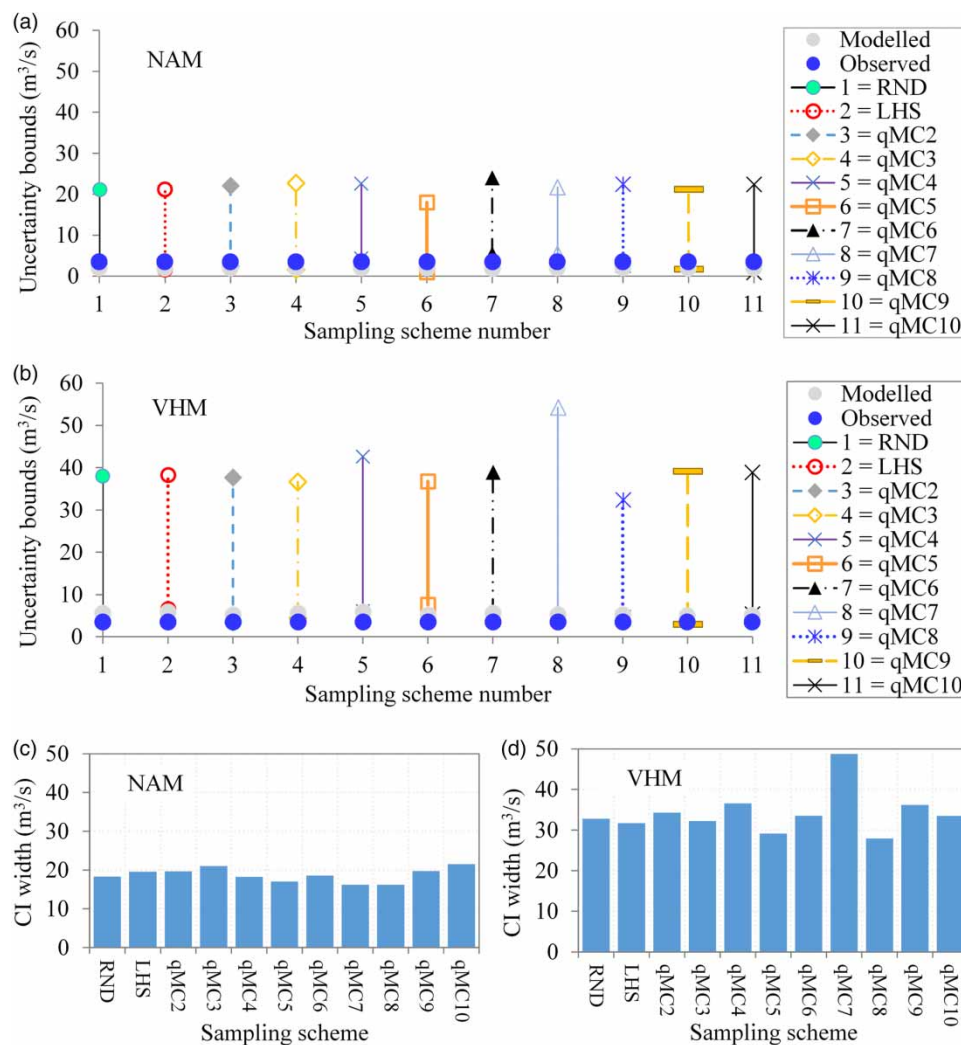 (a)
60
50
40
30
20
10
0
Uncertainty bounds (m³/s)
NAM
1 2 3 4 5 6 7 8 9 10 11
Sampling scheme number
Modelled
Observed
1 = RND
2 = LHS
3 = qMC2
4 = qMC3
5 = qMC4
6 = qMC5
7 = qMC6
8 = qMC7
9 = qMC8
10 = qMC9
11 = qMC10
(b)
60
50
40
30
20
10
0
Uncertainty bounds (m³/s)
VHM
1 2 3 4 5 6 7 8 9 10 11
Sampling scheme number
Modelled
Observed
1 = RND
2 = LHS
3 = qMC2
4 = qMC3
5 = qMC4
6 = qMC5
7 = qMC6
8 = qMC7
9 = qMC8
10 = qMC9
11 = qMC10
(c)
50
40
30
20
10
0
CI width (m³/s)
NAM
RND
LHS
qMC2
qMC3
qMC4
qMC5
qMC6
qMC7
qMC8
qMC9
qMC10
Sampling scheme
(d)
50
40
30
20
10
0
CI width (m³/s)
VHM
RND
LHS
qMC2
qMC3
qMC4
qMC5
qMC6
qMC7
qMC8
qMC9
qMC10
Sampling scheme